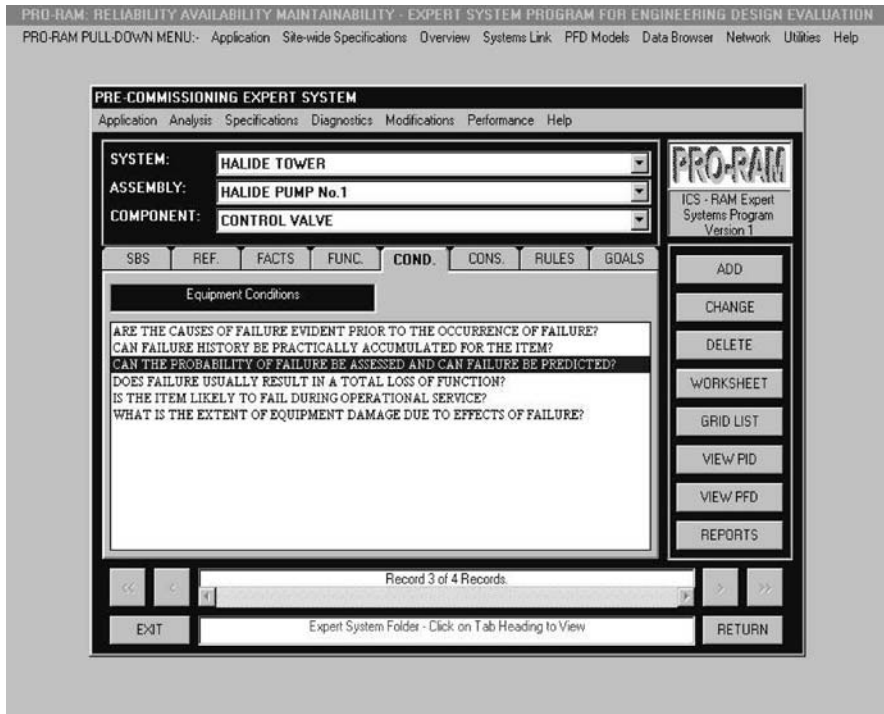 PRO-RAM: RELIABILITY AVAILABILITY MAINTAINABILITY - EXPERT SYSTEM PROGRAM FOR ENGINEERING DESIGN EVALUATION
PRO-RAM PULL-DOWN MENU:- Application Site-wide Specifications Overview Systems Link PFD Models Data Browser Network Utilities Help
PRE-COMMISSIONING EXPERT SYSTEM
Application Analysis Specifications Diagnostics Modifications Performance Help
SYSTEM: HALIDE TOWER
ASSEMBLY: HALIDE PUMP No.1
COMPONENT: CONTROL VALVE
PRO-RAM
ICS - RAM Expert
Systems Program
Version 1
SBS REF. FACTS FUNC. COND. CONS. RULES GOALS
Equipment Conditions
ARE THE CAUSES OF FAILURE EVIDENT PRIOR TO THE OCCURRENCE OF FAILURE?
CAN FAILURE HISTORY BE PRACTICALLY ACCUMULATED FOR THE ITEM?
CAN THE PROBABILITY OF FAILURE BE ASSESSED AND CAN FAILURE BE PREDICTED?
DOES FAILURE USUALLY RESULT IN A TOTAL LOSS OF FUNCTION?
IS THE ITEM LIKELY TO FAIL DURING OPERATIONAL SERVICE?
WHAT IS THE EXTENT OF EQUIPMENT DAMAGE DUE TO EFFECTS OF FAILURE?
ADD
CHANGE
DELETE
WORKSHEET
GRID LIST
VIEW PID
VIEW PFD
REPORTS
<< < Record 3 of 4 Records. > >>
EXIT Expert System Folder - Click on Tab Heading to View RETURN